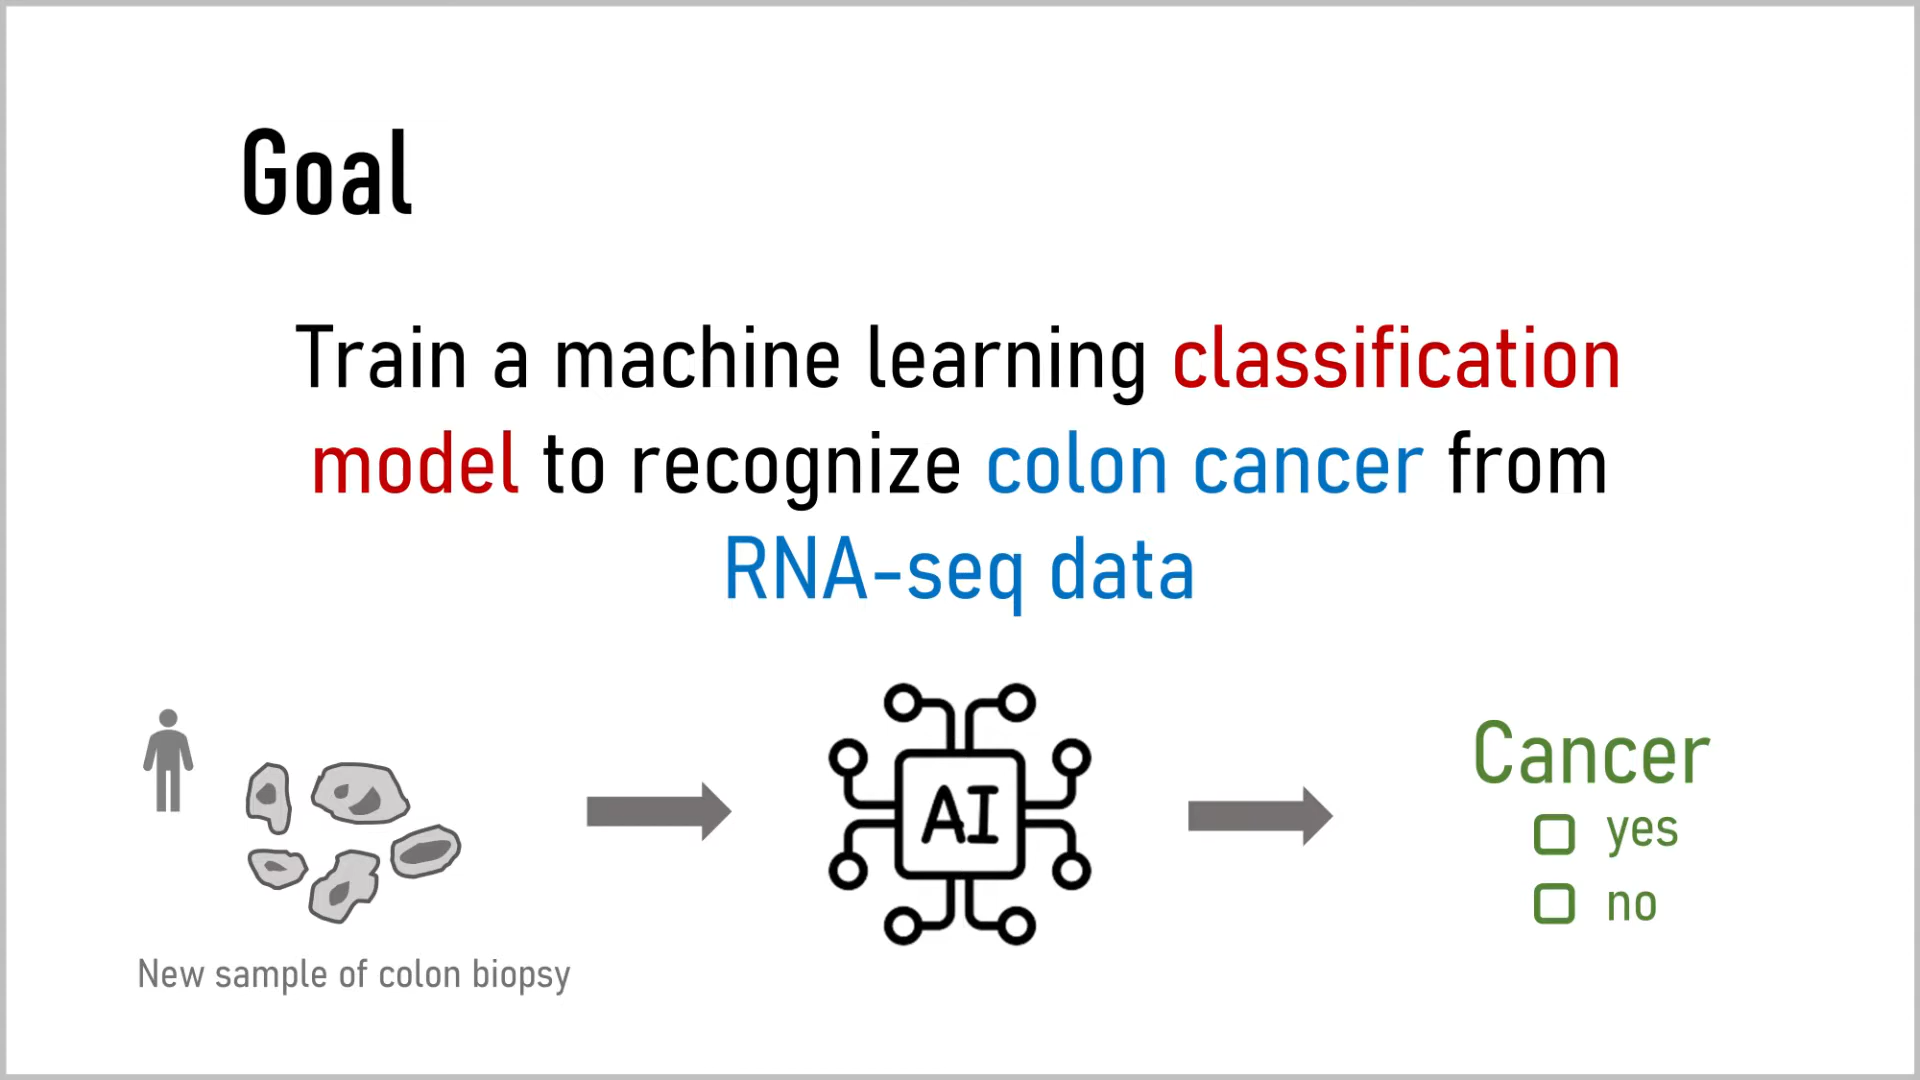 Goal
Train a machine learning classification
model to recognize colon cancer from
RNA-seq data
AI
Cancer
yes
no
New sample of colon biopsy